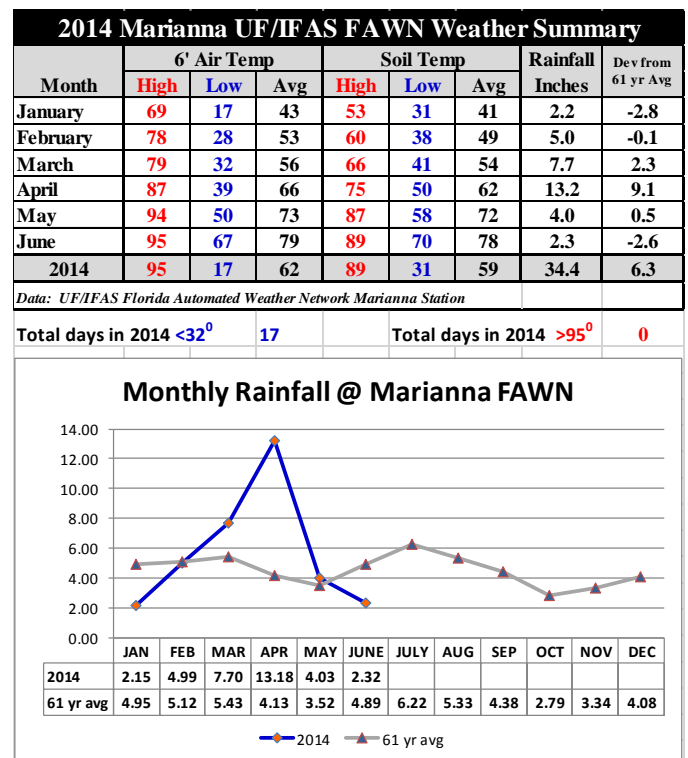 2014 Marianna UF/IFAS FAWN Weather Summary
6' Air Temp Soil Temp Rainfall Dev from
Month High Low Avg High Low Avg Inches 61 yr Avg
January 69 17 43 53 31 41 2.2 -2.8
February 78 28 53 60 38 49 5.0 -0.1
March 79 32 56 66 41 54 7.7 2.3
April 87 39 66 75 50 62 13.2 9.1
May 94 50 73 87 58 72 4.0 0.5
June 95 67 79 89 70 78 2.3 -2.6
2014 95 17 62 89 31 59 34.4 6.3
Data: UF/IFAS Florida Automated Weather Network Marianna Station
Total days in 2014 <32⁰ 17 Total days in 2014 >95⁰ 0
Monthly Rainfall @ Marianna FAWN
14.00
12.00
10.00
8.00
6.00
4.00
2.00
0.00
JAN FEB MAR APR MAY JUNE JULY AUG SEP OCT NOV DEC
2014 2.15 4.99 7.70 13.18 4.03 2.32
61 yr avg 4.95 5.12 5.43 4.13 3.52 4.89 6.22 5.33 4.38 2.79 3.34 4.08
2014 61 yr avg